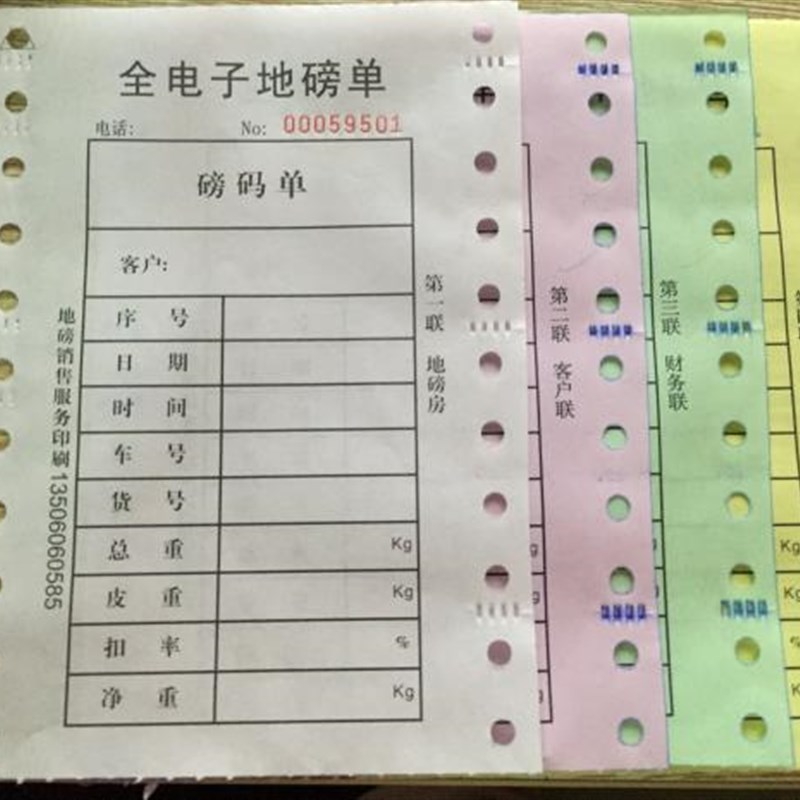 全电子地磅单
电话: No: 00059501
磅码单
客户:
序号
日期
时间
车号
货号
总重 Kg
皮重 Kg
扣率 %
净重 Kg
地磅销售服务印刷13506060585
第一联 地磅房
第二联 客户联
第三联 财务联
Kg
Kg
Kg